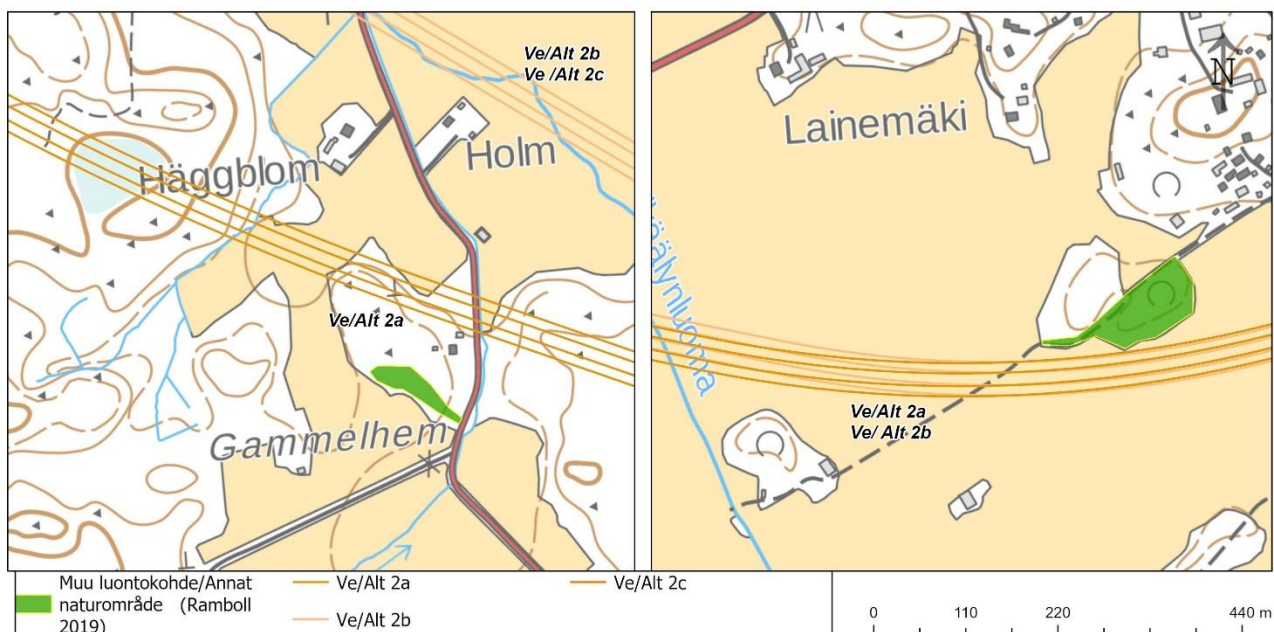 Ve/Alt 2b
Ve /Alt 2c
Häggblom
Holm
Ve/Alt 2a
Gammelhem
N
Lainemäki
Ve/Alt 2a
Ve/ Alt 2b
Muu luontokohde/Annat
naturområde (Ramboll
2019)
Ve/Alt 2a
Ve/Alt 2b
Ve/Alt 2c
0 110 220 440 m